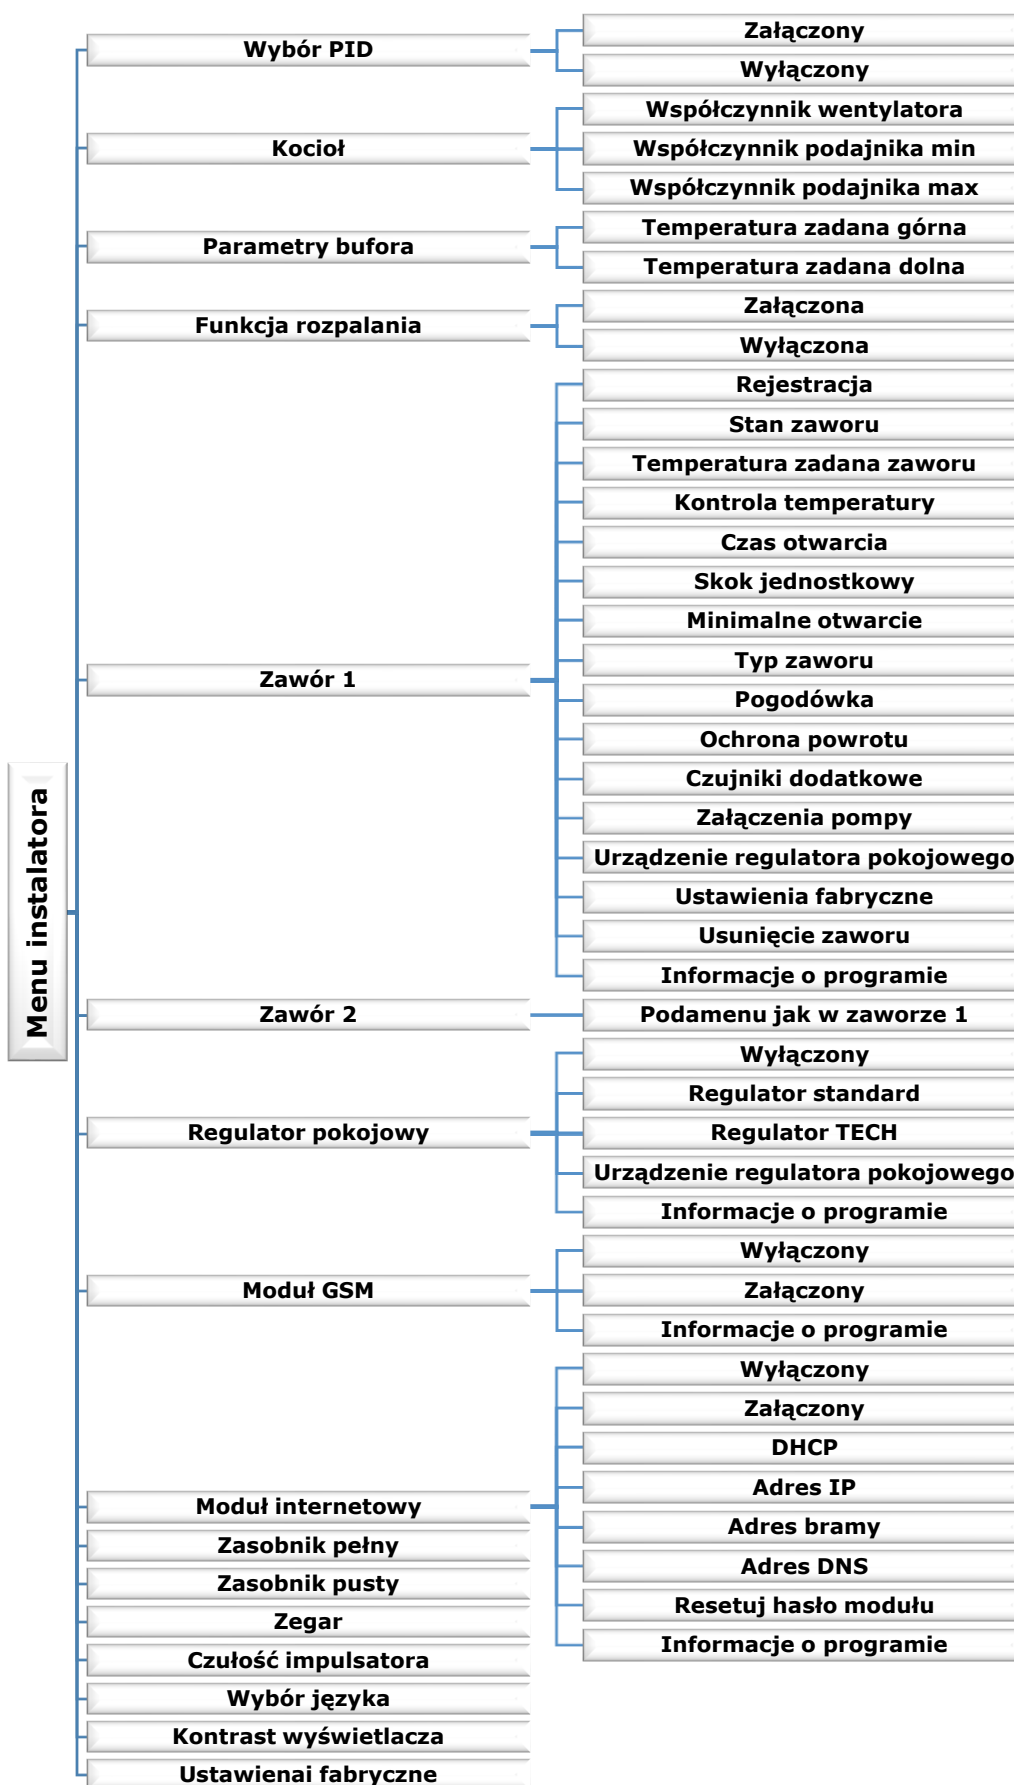 Menu instalatora
Wybór PID
Załączony
Wyłączony
Kocioł
Współczynnik wentylatora
Współczynnik podajnika min
Współczynnik podajnika max
Parametry bufora
Temperatura zadana górna
Temperatura zadana dolna
Funkcja rozpalania
Załączona
Wyłączona
Zawór 1
Rejestracja
Stan zaworu
Temperatura zadana zaworu
Kontrola temperatury
Czas otwarcia
Skok jednostkowy
Minimalne otwarcie
Typ zaworu
Pogodówka
Ochrona powrotu
Czujniki dodatkowe
Załączenia pompy
Urządzenie regulatora pokojowego
Ustawienia fabryczne
Usunięcie zaworu
Informacje o programie
Zawór 2
Podamenu jak w zaworze 1
Regulator pokojowy
Wyłączony
Regulator standard
Regulator TECH
Urządzenie regulatora pokojowego
Informacje o programie
Moduł GSM
Wyłączony
Załączony
Informacje o programie
Moduł internetowy
Wyłączony
Załączony
DHCP
Adres IP
Adres bramy
Adres DNS
Resetuj hasło modułu
Informacje o programie
Zasobnik pełny
Zasobnik pusty
Zegar
Czułość impulsatora
Wybór języka
Kontrast wyświetlacza
Ustawienai fabryczne